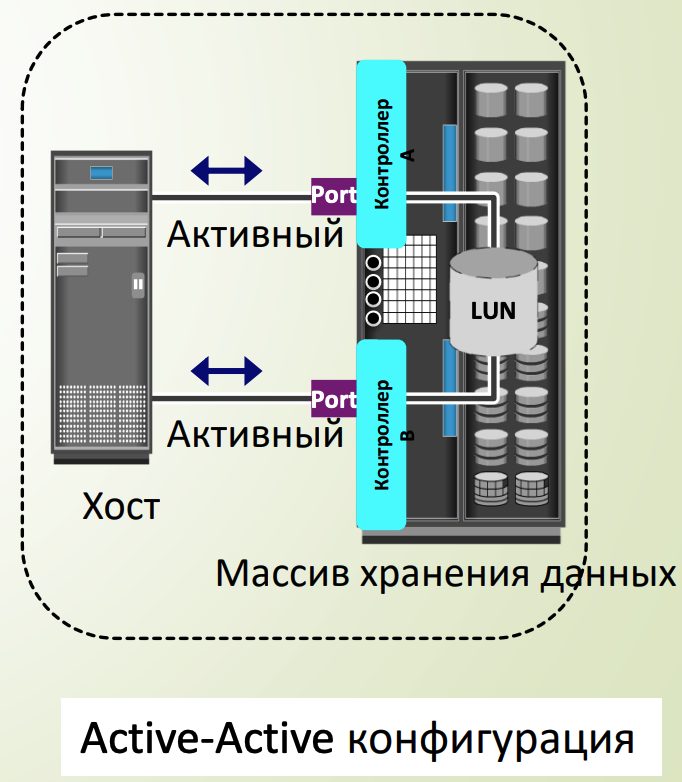 Контроллер
A
Port
Активный
LUN
Контроллер
B
Port
Активный
Хост
Массив хранения данных
Active-Active конфигурация